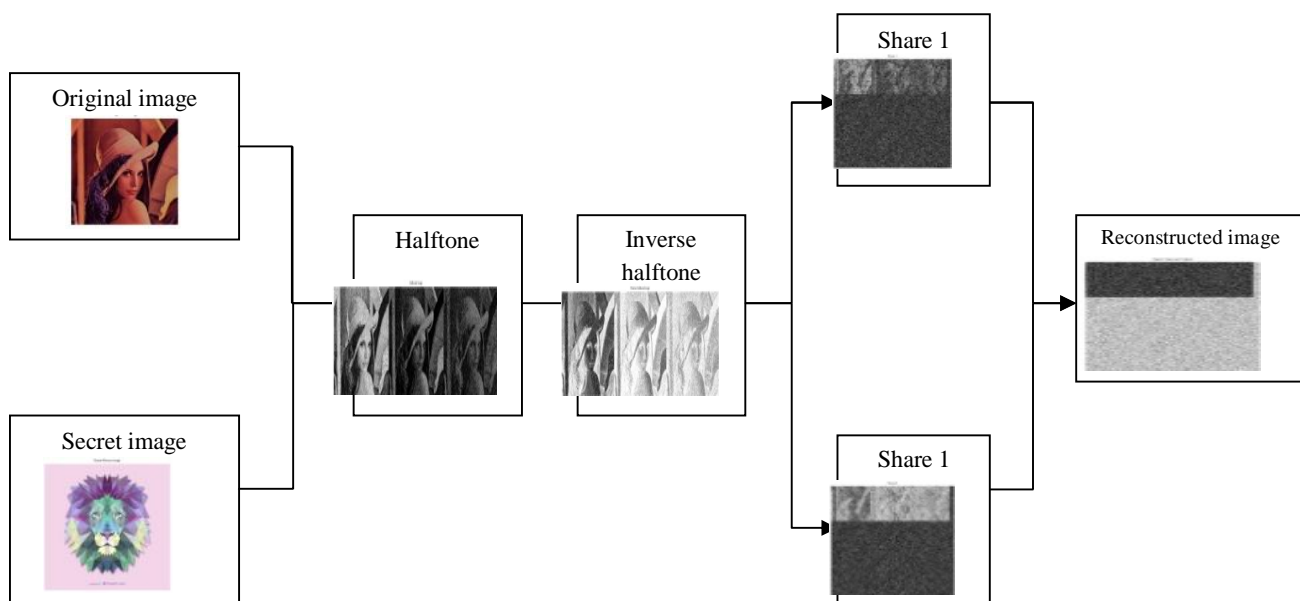 Original image
Secret image
Halftone
Inverse
halftone
Share 1
Share 1
Reconstructed image